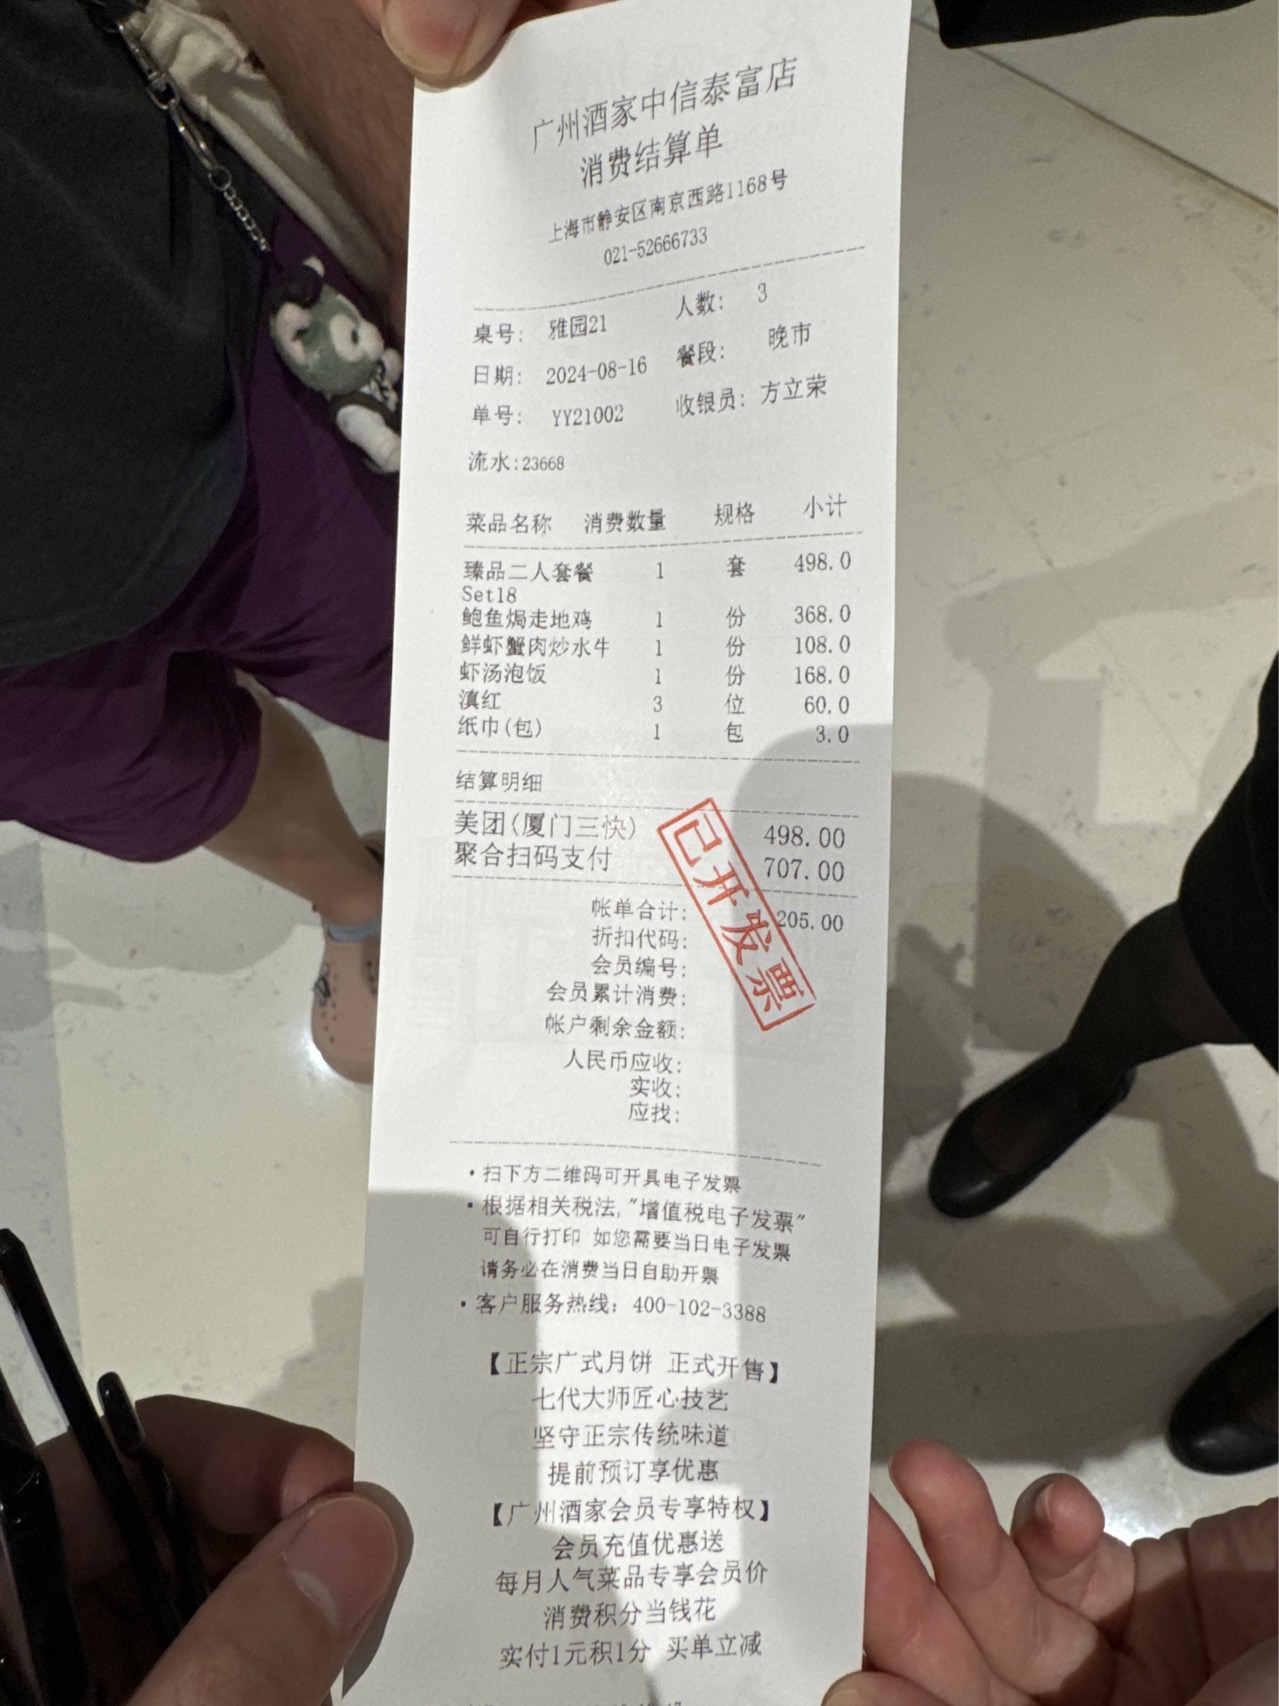 广州酒家中信泰富店
消费结算单
上海市静安区南京西路1168号
021-52666733
桌号: 雅园21 人数: 3
日期: 2024-08-16 餐段: 晚市
单号: YY21002 收银员: 方立荣
流水:23668
菜品名称 消费数量 规格 小计
臻品二人套餐 1 套 498.0
Set18
鲍鱼焗走地鸡 1 份 368.0
鲜虾蟹肉炒水牛 1 份 108.0
虾汤泡饭 1 份 168.0
滇红 3 位 60.0
纸巾(包) 1 包 3.0
结算明细
美团(厦门三快) 498.00
聚合扫码支付 707.00
帐单合计: 205.00
折扣代码:
会员编号:
会员累计消费:
帐户剩余金额:
人民币应收:
实收:
应找:
已开发票
·扫下方二维码可开具电子发票
·根据相关税法,"增值税电子发票"
可自行打印 如您需要当日电子发票
请务必在消费当日自助开票
·客户服务热线: 400-102-3388
【正宗广式月饼 正式开售】
七代大师匠心技艺
坚守正宗传统味道
提前预订享优惠
【广州酒家会员专享特权】
会员充值优惠送
每月人气菜品专享会员价
消费积分当钱花
实付1元积1分 买单立减